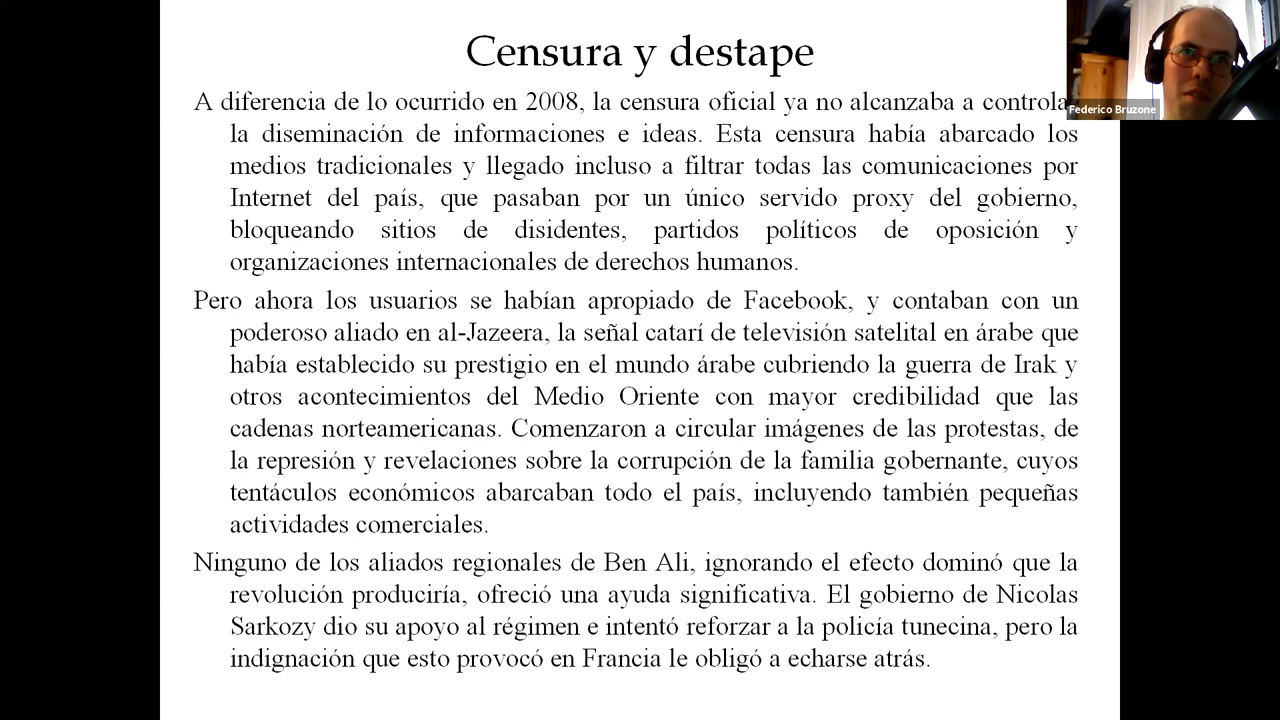 Censura y destape
A diferencia de lo ocurrido en 2008, la censura oficial ya no alcanzaba a controla
la diseminación de informaciones e ideas. Esta censura había abarcado los
medios tradicionales y llegado incluso a filtrar todas las comunicaciones por
Internet del país, que pasaban por un único servido proxy del gobierno,
bloqueando sitios de disidentes, partidos políticos de oposición y
organizaciones internacionales de derechos humanos.
Pero ahora los usuarios se habían apropiado de Facebook, y contaban con un
poderoso aliado en al-Jazeera, la señal catarí de televisión satelital en árabe que
había establecido su prestigio en el mundo árabe cubriendo la guerra de Irak y
otros acontecimientos del Medio Oriente con mayor credibilidad que las
cadenas norteamericanas. Comenzaron a circular imágenes de las protestas, de
la represión y revelaciones sobre la corrupción de la familia gobernante, cuyos
tentáculos económicos abarcaban todo el país, incluyendo también pequeñas
actividades comerciales.
Ninguno de los aliados regionales de Ben Ali, ignorando el efecto dominó que la
revolución produciría, ofreció una ayuda significativa. El gobierno de Nicolas
Sarkozy dio su apoyo al régimen e intentó reforzar a la policía tunecina, pero la
indignación que esto provocó en Francia le obligó a echarse atrás.
Federico Bruzone